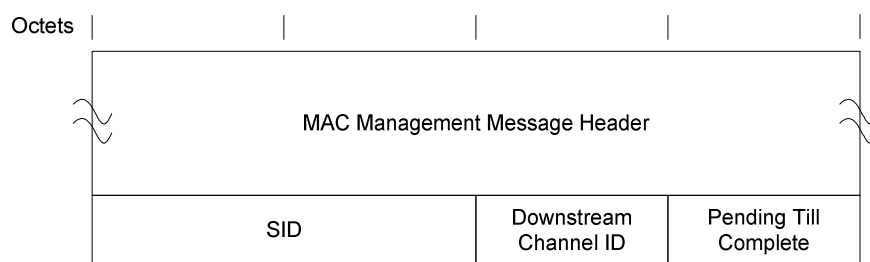 Octets
MAC Management Message Header
SID
Downstream
Channel ID
Pending Till
Complete